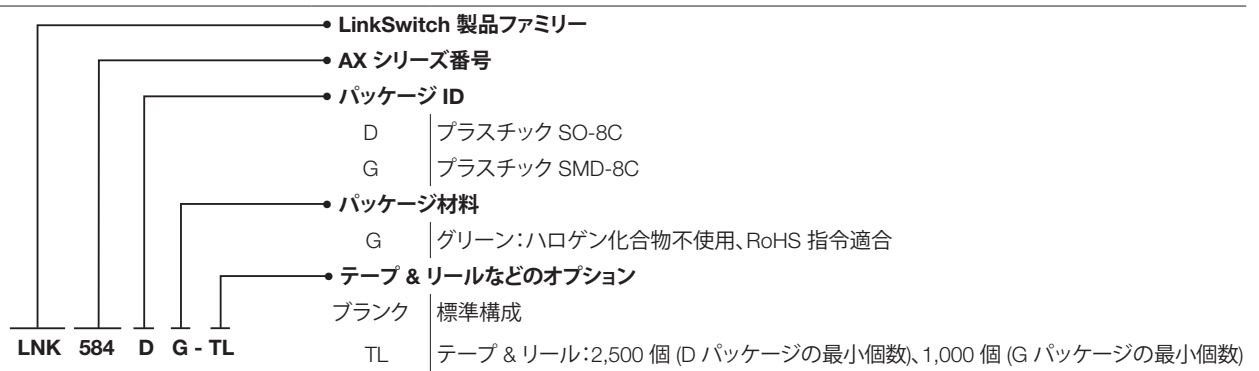 LinkSwitch 製品ファミリー
AX シリーズ番号
パッケージ ID
D プラスチック SO-8C
G プラスチック SMD-8C
パッケージ材料
G グリーン：ハロゲン化合物不使用、RoHS 指令適合
テープ & リールなどのオプション
ブランク 標準構成
TL テープ & リール：2,500 個 (D パッケージの最小個数)、1,000 個 (G パッケージの最小個数)
LNK 584 D G - TL